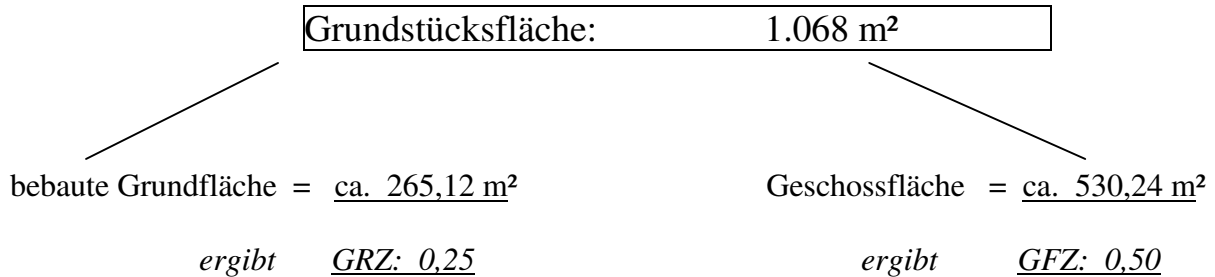 Grundstücksfläche: 1.068 m²
bebaute Grundfläche = ca. 265,12 m² Geschossfläche = ca. 530,24 m²
ergibt GRZ: 0,25 ergibt GFZ: 0,50